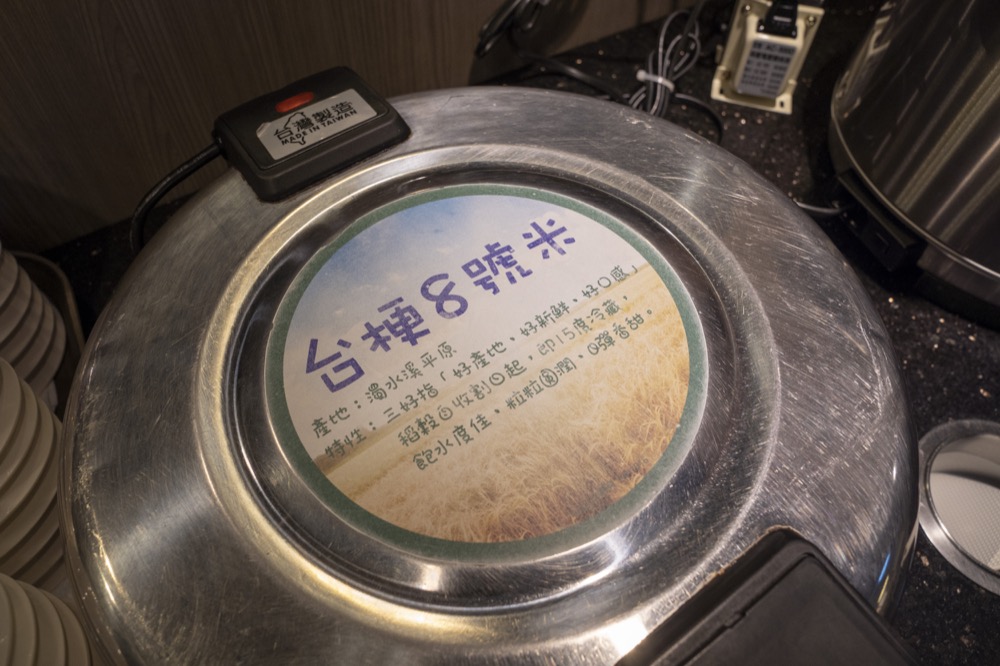 台灣製造
MADE IN TAIWAN
台梗8號米
產地：濁水溪平原
特性：三好指「好產地、好新鮮、好口感」
稻穀自收割日起，即15度冷藏，
飽水度佳、粒粒圓潤、Q彈香甜。